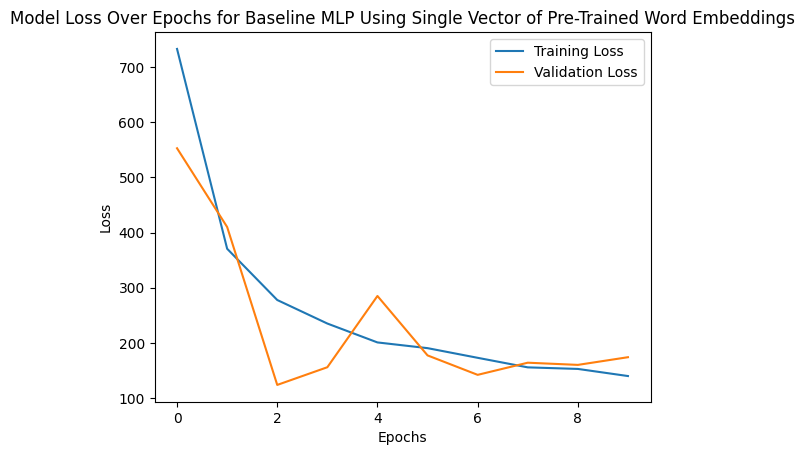 Model Loss Over Epochs for Baseline MLP Using Single Vector of Pre-Trained Word Embeddings
Training Loss
Validation Loss
700
600
500
400
300
200
100
Loss
0
2
4
6
8
Epochs